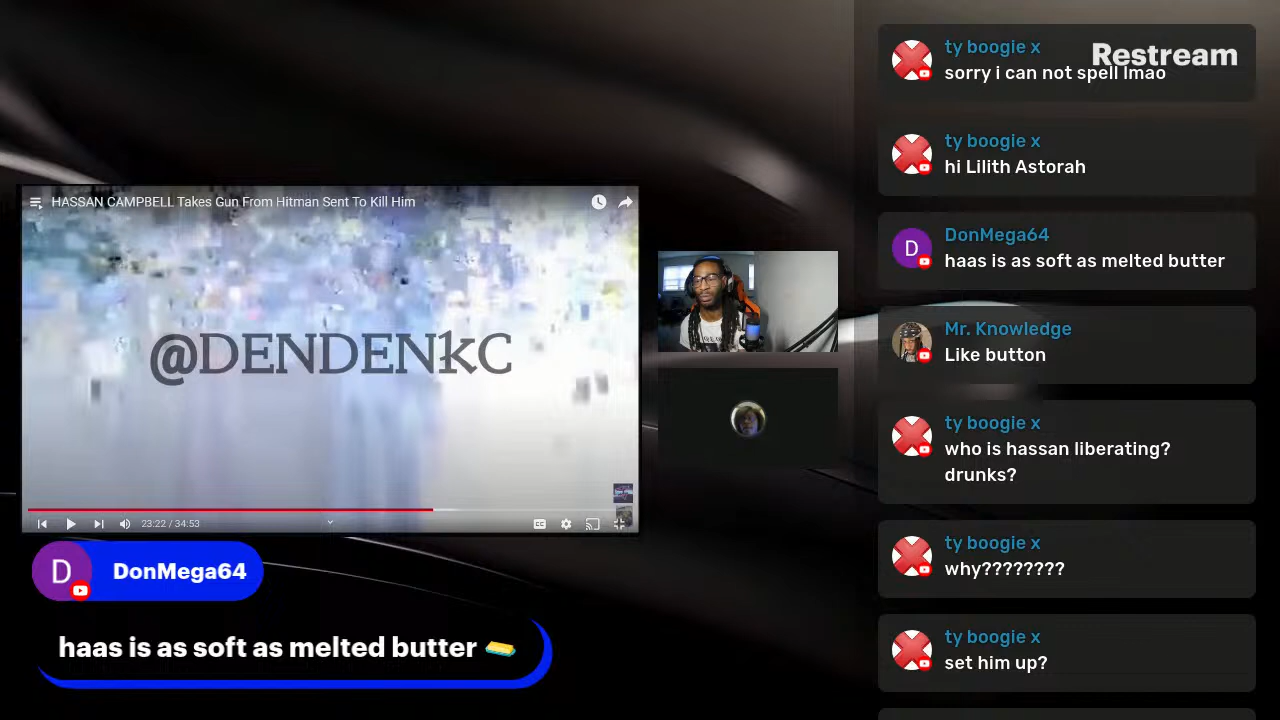 ty boogie x
Restream
sorry i can not spell lmao
ty boogie x
hi Lilith Astorah
D
DonMega64
haas is as soft as melted butter
Mr. Knowledge
Like button
ty boogie x
who is hassan liberating?
drunks?
ty boogie x
why????????
ty boogie x
set him up?
HASSAN CAMPBELL Takes Gun From Hitman Sent To Kill Him
@DENDENKC
23:22 / 34:53
CC
D
DonMega64
haas is as soft as melted butter 🧈